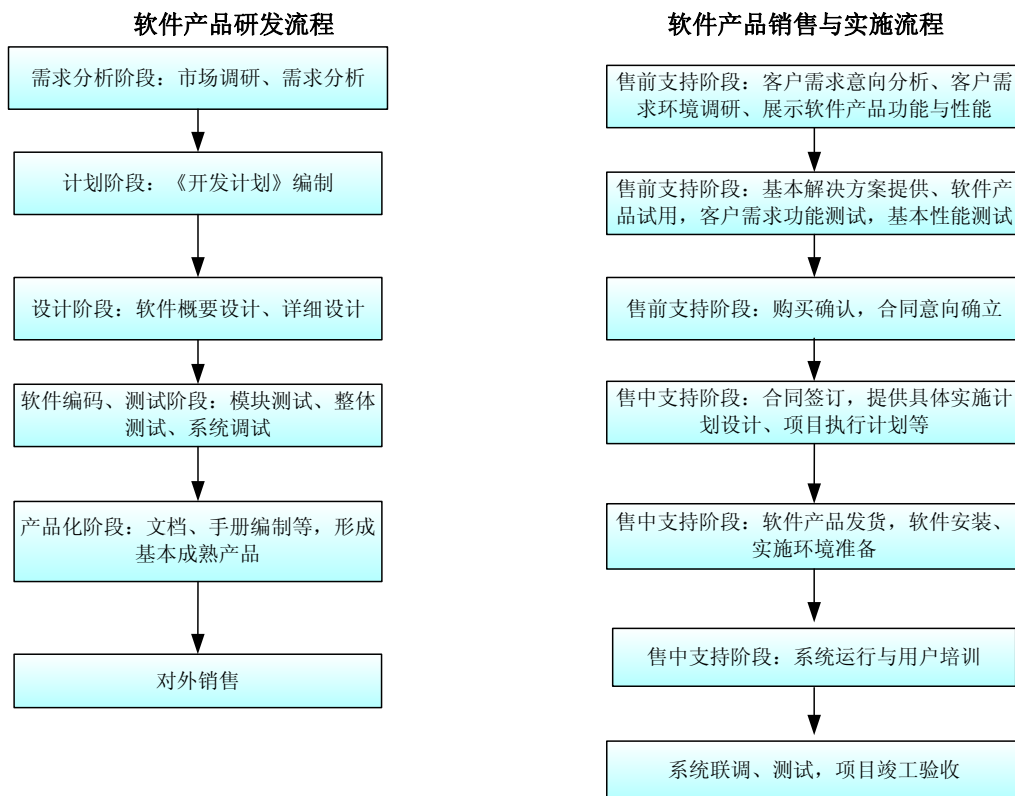 软件产品研发流程
需求分析阶段：市场调研、需求分析
计划阶段：《开发计划》编制
设计阶段：软件概要设计、详细设计
软件编码、测试阶段：模块测试、整体
测试、系统调试
产品化阶段：文档、手册编制等，形成
基本成熟产品
对外销售
软件产品销售与实施流程
售前支持阶段：客户需求意向分析、客户需
求环境调研、展示软件产品功能与性能
售前支持阶段：基本解决方案提供、软件产
品试用，客户需求功能测试，基本性能测试
售前支持阶段：购买确认，合同意向确立
售中支持阶段：合同签订，提供具体实施计
划设计、项目执行计划等
售中支持阶段：软件产品发货，软件安装、
实施环境准备
售中支持阶段：系统运行与用户培训
系统联调、测试，项目竣工验收